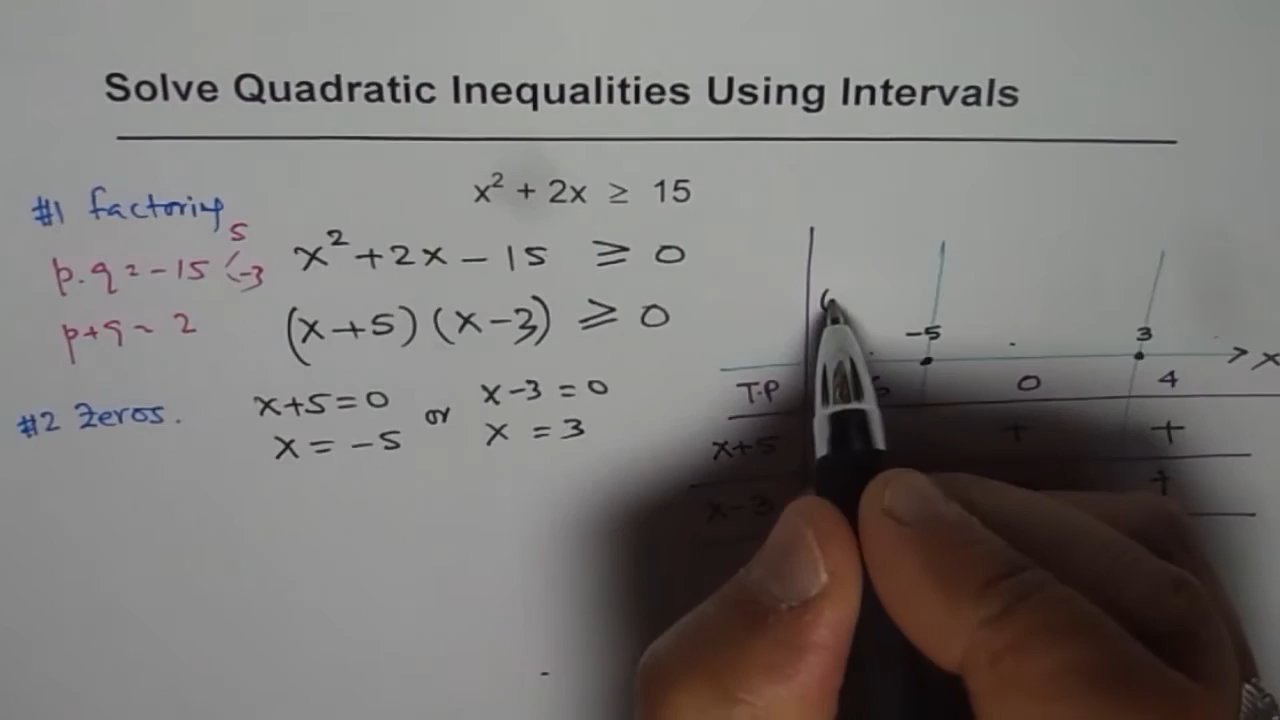 Solve Quadratic Inequalities Using Intervals
x² + 2x ≥ 15
#1 factoring
x² + 2x - 15 ≥ 0
p.q = -15 < 5 -3
p+q = 2
(x+5) (x-3) ≥ 0
#2 Zeros.
x+5=0 or x-3=0
x = -5
x = 3
(
-5 3 x
T.P 0 4
x+5 + +
x-3 +